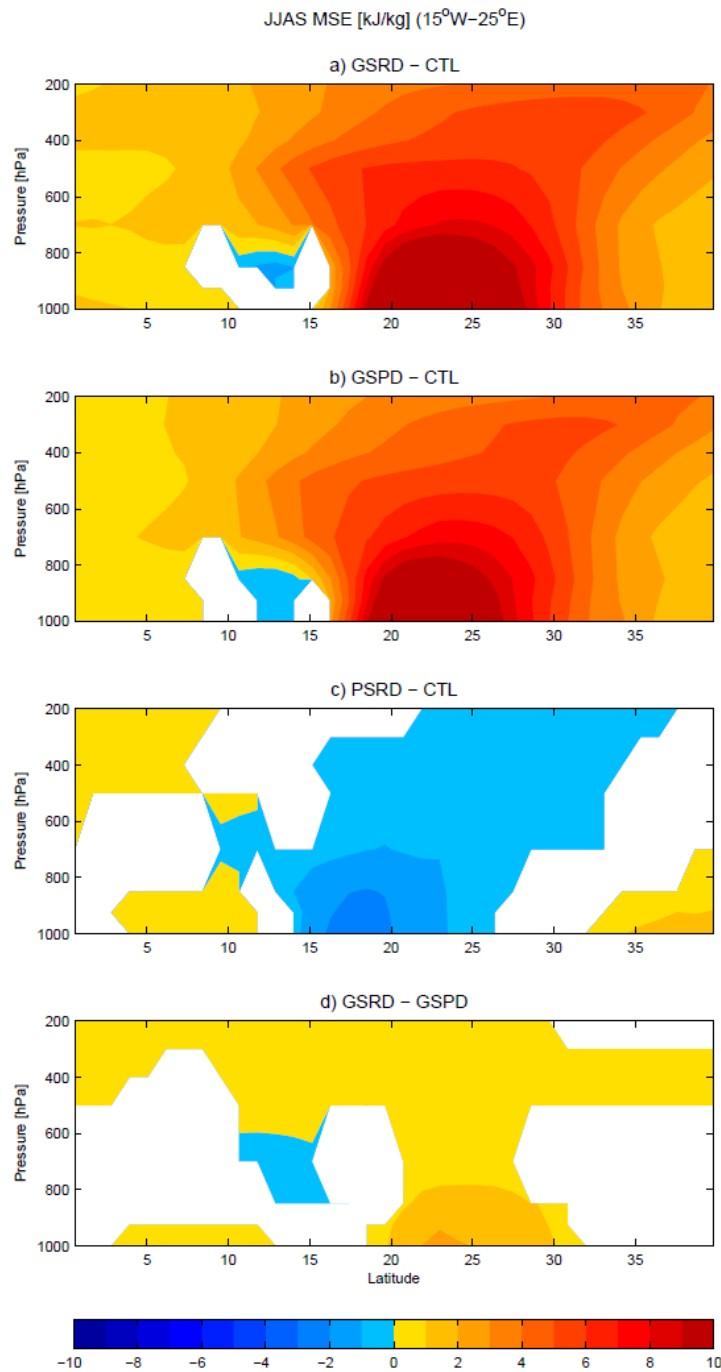 JJAS MSE [kJ/kg] (15°W−25°E)
a) GSRD − CTL
Pressure [hPa]
200
400
600
800
1000
5 10 15 20 25 30 35
b) GSPD − CTL
Pressure [hPa]
200
400
600
800
1000
5 10 15 20 25 30 35
c) PSRD − CTL
Pressure [hPa]
200
400
600
800
1000
5 10 15 20 25 30 35
d) GSRD − GSPD
Pressure [hPa]
200
400
600
800
1000
5 10 15 20 25 30 35
Latitude
−10 −8 −6 −4 −2 0 2 4 6 8 10